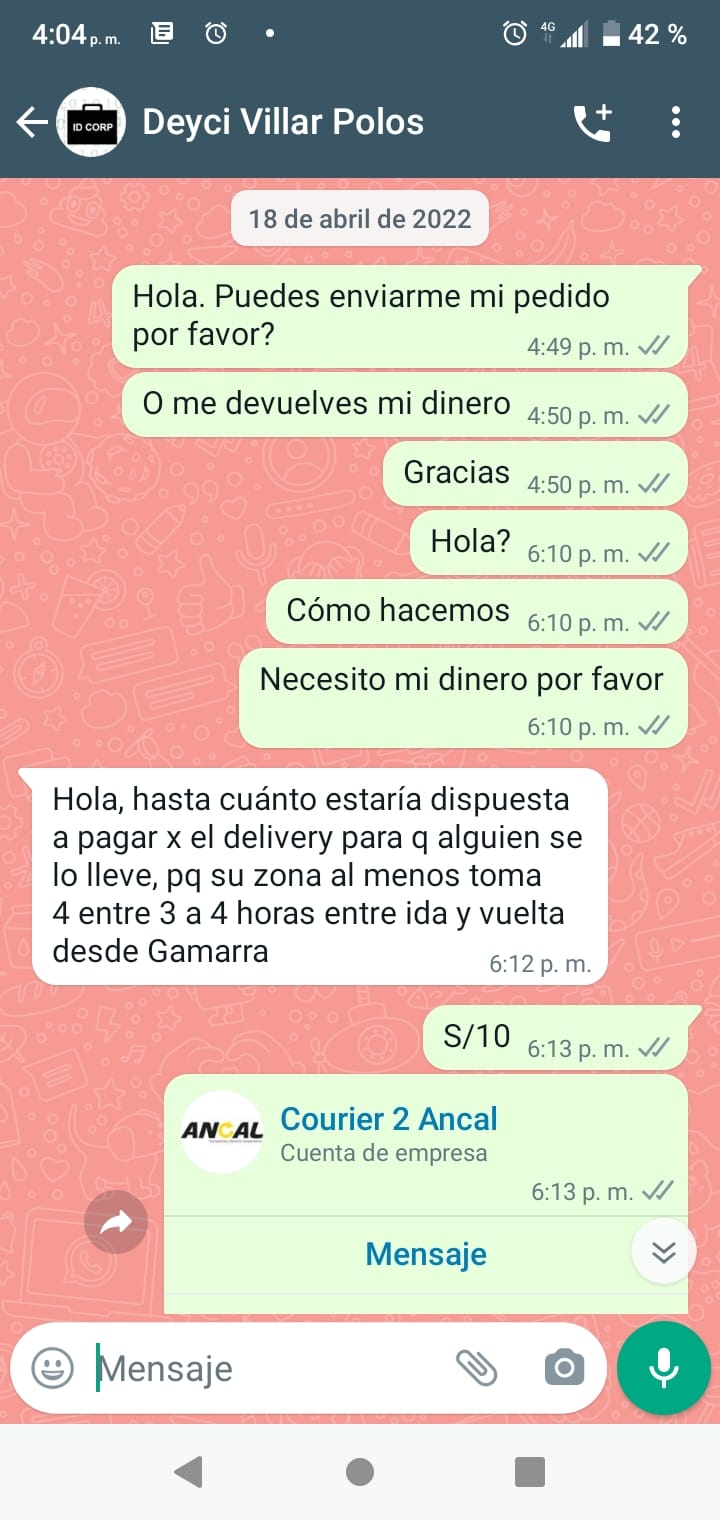 4:04 p. m.
4G
42 %
ID CORP
Deyci Villar Polos
18 de abril de 2022
Hola. Puedes enviarme mi pedido
por favor?
4:49 p. m.
O me devuelves mi dinero
4:50 p. m.
Gracias
4:50 p. m.
Hola?
6:10 p. m.
Cómo hacemos
6:10 p. m.
Necesito mi dinero por favor
6:10 p. m.
Hola, hasta cuánto estaría dispuesta
a pagar x el delivery para q alguien se
lo lleve, pq su zona al menos toma
4 entre 3 a 4 horas entre ida y vuelta
desde Gamarra
6:12 p. m.
S/10
6:13 p. m.
ANCAL
Courier 2 Ancal
Cuenta de empresa
6:13 p. m.
Mensaje
Mensaje